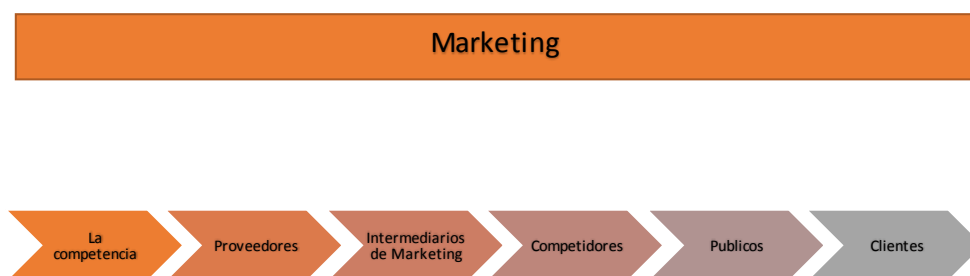 Marketing
La
competencia
Proveedores
Intermediarios
de Marketing
Competidores
Publicos
Clientes